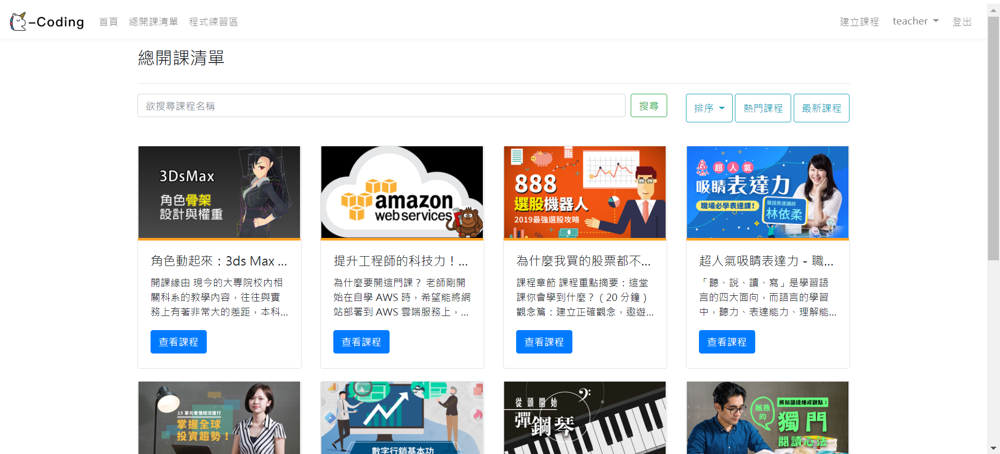 -Coding 首頁 總開課清單 程式練習區 建立課程 teacher 登出
總開課清單
欲搜尋課程名稱 搜尋 排序 熱門課程 最新課程
3DsMax
角色骨架
設計與權重
amazon
web services
888
選股機器人
2019最強選股攻略
%
超人氣
吸睛表達力
職場必學表達課!
聲語表達講師
林依柔
角色動起來：3ds Max ...
開課緣由 現今的大專院校內相
關科系的教學內容，往往與實
務上有著非常大的差距，本科...
查看課程
提升工程師的科技力！...
為什麼要開這門課？ 老師剛開
始在自學 AWS 時，希望能將網
站部署到 AWS 雲端服務上，...
查看課程
為什麼我買的股票都不...
課程章節 課程重點摘要：這堂
課你會學到什麼？（20 分鐘）
觀念篇：建立正確觀念，遨遊...
查看課程
超人氣吸睛表達力 - 職...
「聽、說、讀、寫」是學習語
言的四大面向，而語言的學習
中，聽力、表達能力、理解能...
查看課程
15 單元看懂經濟運行
掌握全球
投資趨勢！
數字行銷基本功
從頭開始
彈鋼琴
將知識提煉成觀點：
鮪魚
的
獨門
閱讀心法